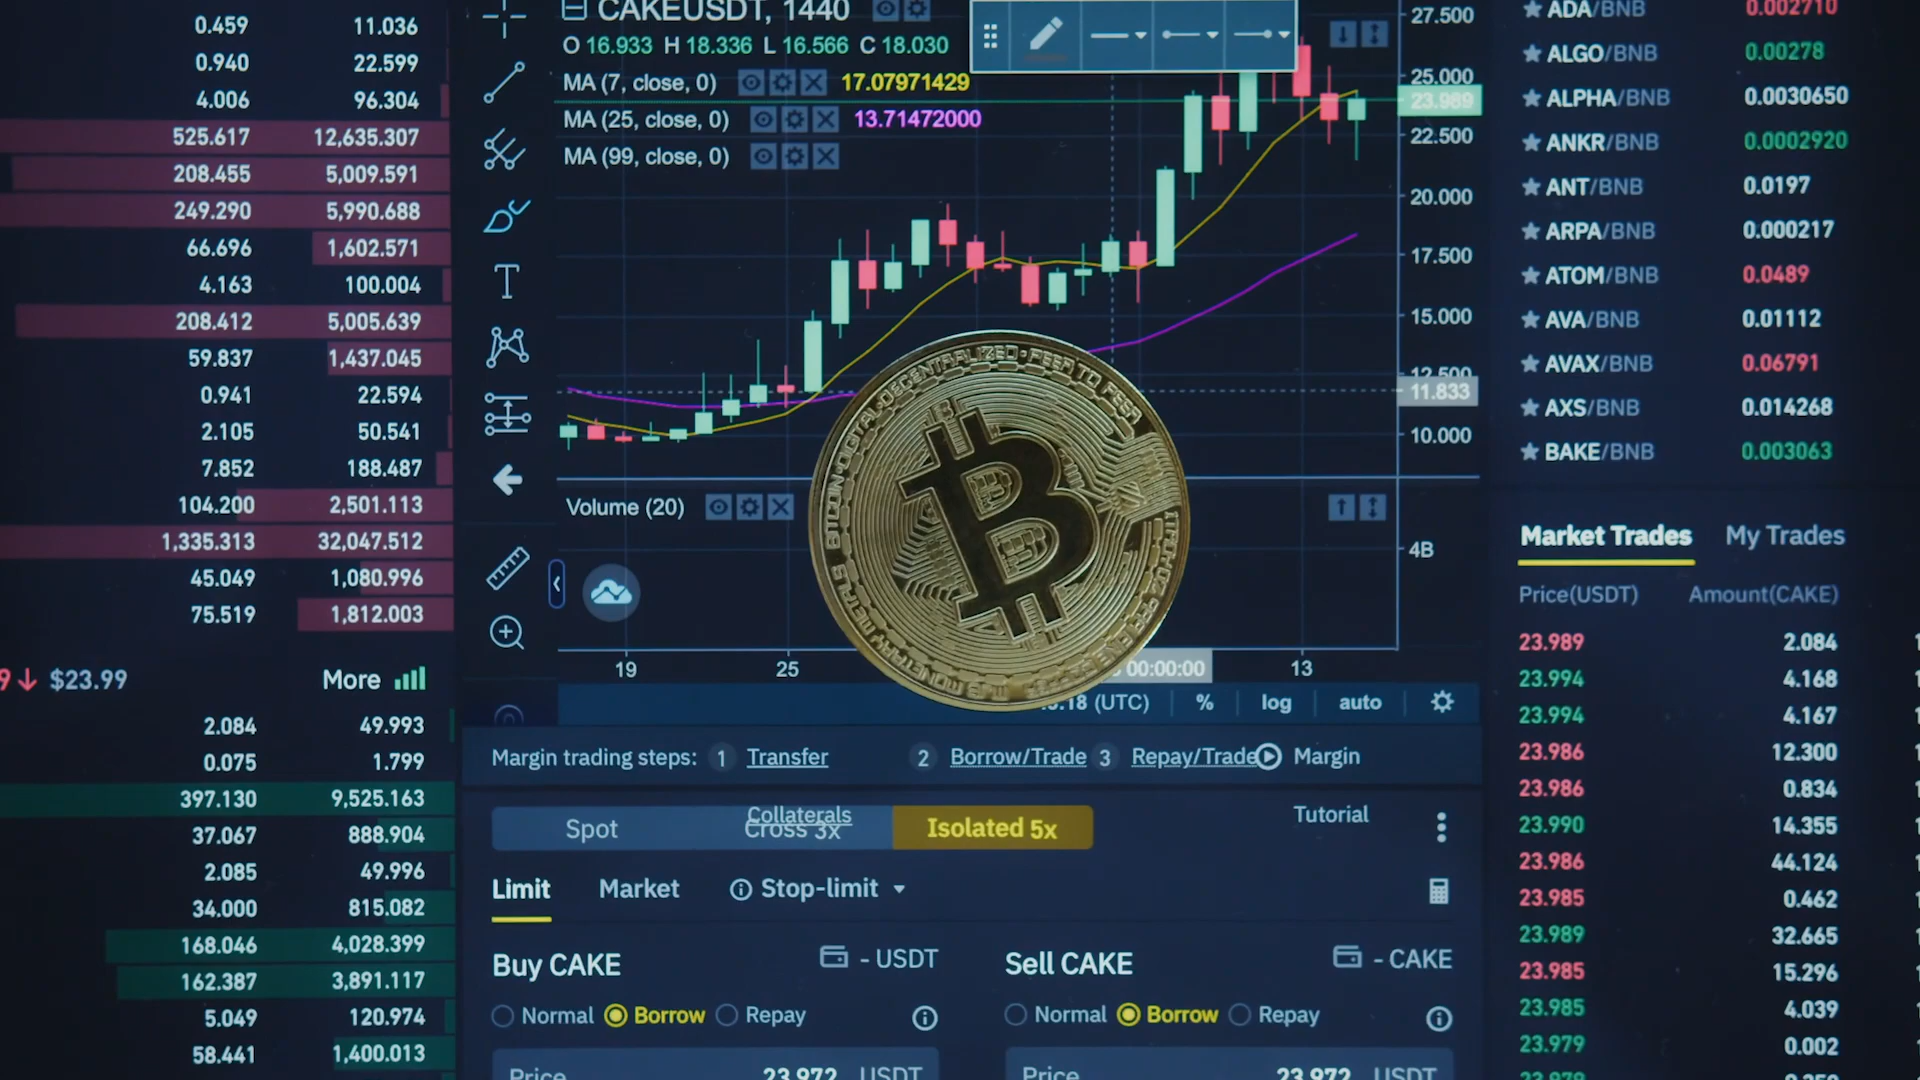 0.459 11.036
0.940 22.599
4.006 96.304
525.617 12,635.307
208.455 5,009.591
249.290 5,990.688
66.696 1,602.571
4.163 100.004
208.412 5,005.639
59.837 1,437.045
0.941 22.594
2.105 50.541
7.852 188.487
104.200 2,501.113
1,335.313 32,047.512
45.049 1,080.996
75.519 1,812.003
9 $23.99 More
2.084 49.993
0.075 1.799
397.130 9,525.163
37.067 888.904
2.085 49.996
34.000 815.082
168.046 4,028.399
162.387 3,891.117
5.049 120.974
58.441 1,400.013
CAKEUSDT, 1440
O 16.933 H 18.336 L 16.566 C 18.030
MA (7, close, 0) 17.07971429
MA (25, close, 0) 13.71472000
MA (99, close, 0)
27.500
25.000
23.989
22.500
20.000
17.500
15.000
12.500
11.833
10.000
Volume (20)
4B
BITCOIN·DIGITAL·DECENTRALIZED·PEER TO PEER
19 25 00:00:00 13
(UTC) % log auto
Margin trading steps: 1 Transfer 2 Borrow/Trade 3 Repay/Trade Margin
Collaterals Tutorial
Spot Cross 3x Isolated 5x
Limit Market Stop-limit
Buy CAKE - USDT Sell CAKE - CAKE
Normal Borrow Repay Normal Borrow Repay
Price 23.972 USDT Price 23.972 USDT
ADA/BNB 0.002710
ALGO/BNB 0.00278
ALPHA/BNB 0.0030650
ANKR/BNB 0.0002920
ANT/BNB 0.0197
ARPA/BNB 0.000217
ATOM/BNB 0.0489
AVA/BNB 0.01112
AVAX/BNB 0.06791
AXS/BNB 0.014268
BAKE/BNB 0.003063
Market Trades My Trades
Price(USDT) Amount(CAKE)
23.989 2.084
23.994 4.168
23.994 4.167
23.986 12.300
23.986 0.834
23.990 14.355
23.986 44.124
23.985 0.462
23.989 32.665
23.985 15.296
23.985 4.039
23.979 0.002